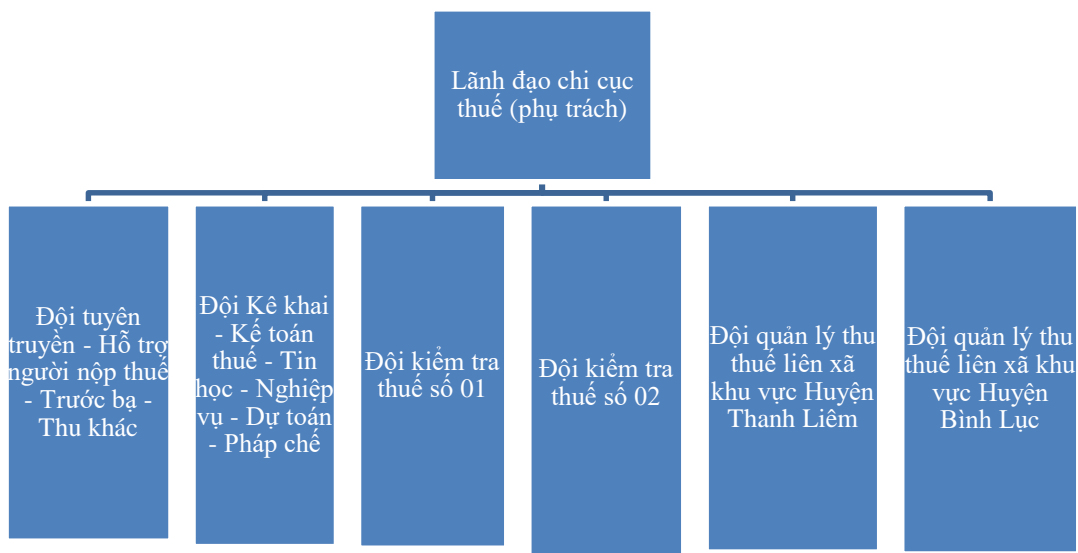 Lãnh đạo chi cục
thuế (phụ trách)
Đội tuyên
truyền - Hỗ trợ
người nộp thuế
- Trước bạ -
Thu khác
Đội Kê khai
- Kế toán
thuế - Tin
học - Nghiệp
vụ - Dự toán
- Pháp chế
Đội kiểm tra
thuế số 01
Đội kiểm tra
thuế số 02
Đội quản lý thu
thuế liên xã
khu vực Huyện
Thanh Liêm
Đội quản lý thu
thuế liên xã khu
vực Huyện
Bình Lục